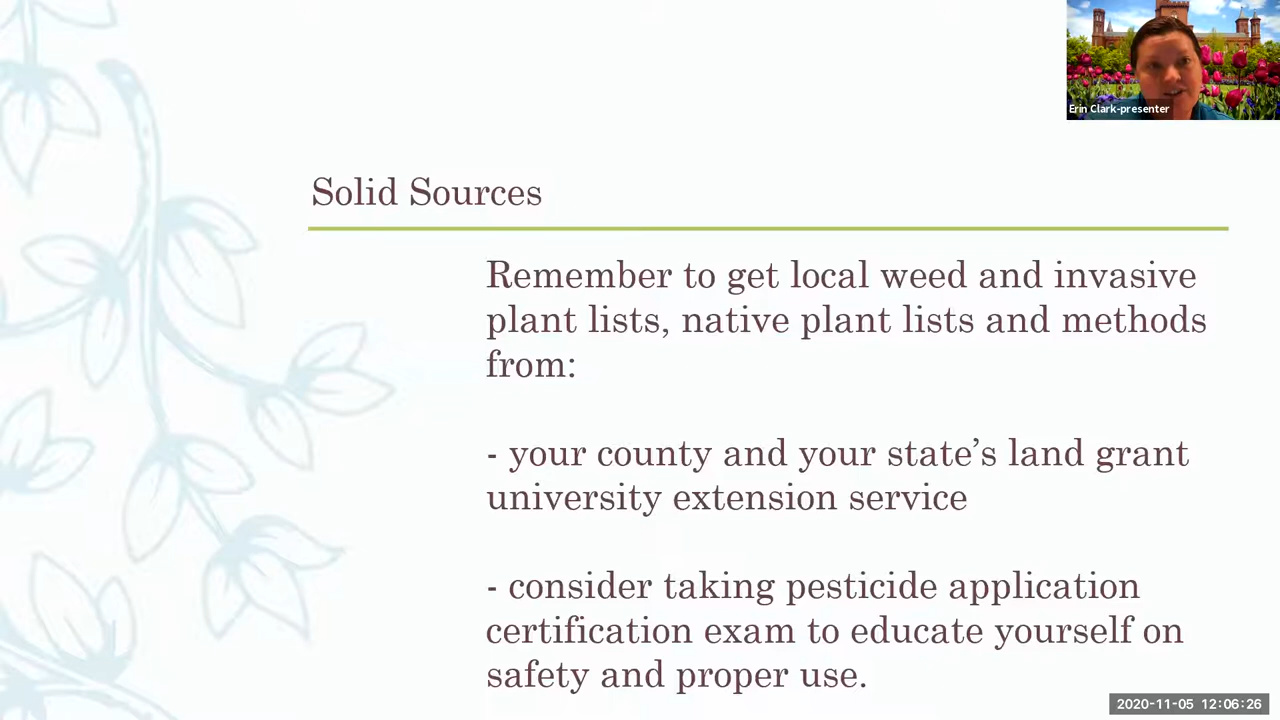 Erin Clark-presenter
Solid Sources
Remember to get local weed and invasive
plant lists, native plant lists and methods
from:
- your county and your state’s land grant
university extension service
- consider taking pesticide application
certification exam to educate yourself on
safety and proper use.
2020-11-05 12:06:26